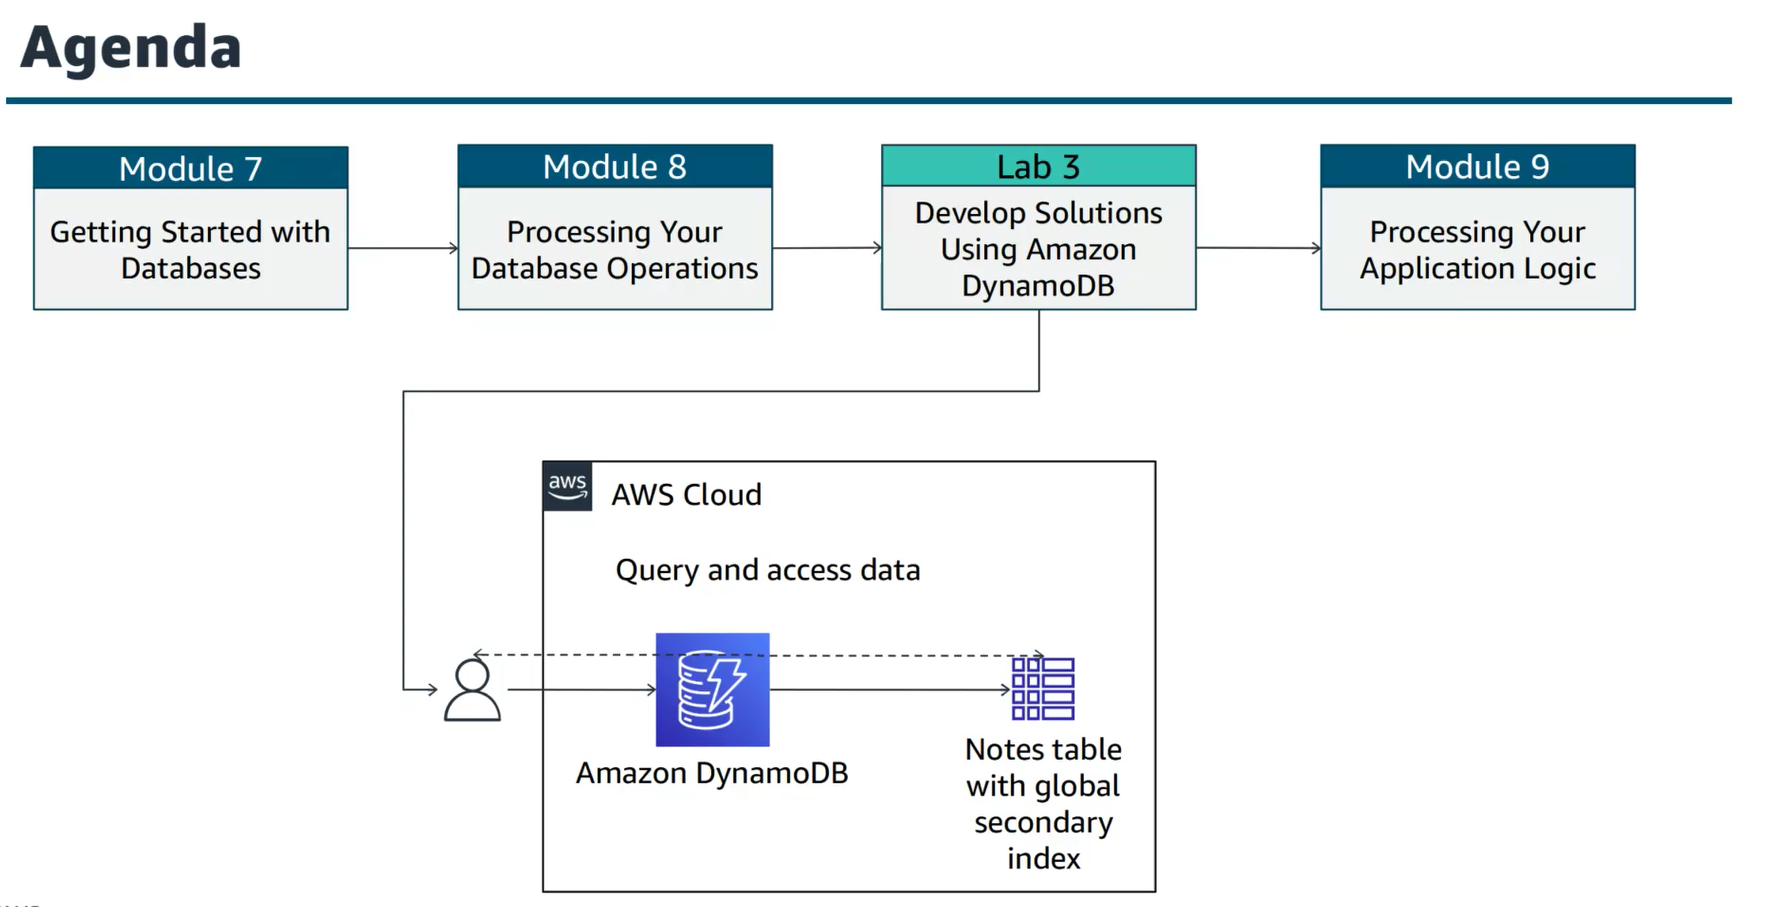 Agenda
Module 7
Getting Started with
Databases
Module 8
Processing Your
Database Operations
Lab 3
Develop Solutions
Using Amazon
DynamoDB
Module 9
Processing Your
Application Logic
aws
AWS Cloud
Query and access data
Amazon DynamoDB
Notes table
with global
secondary
index